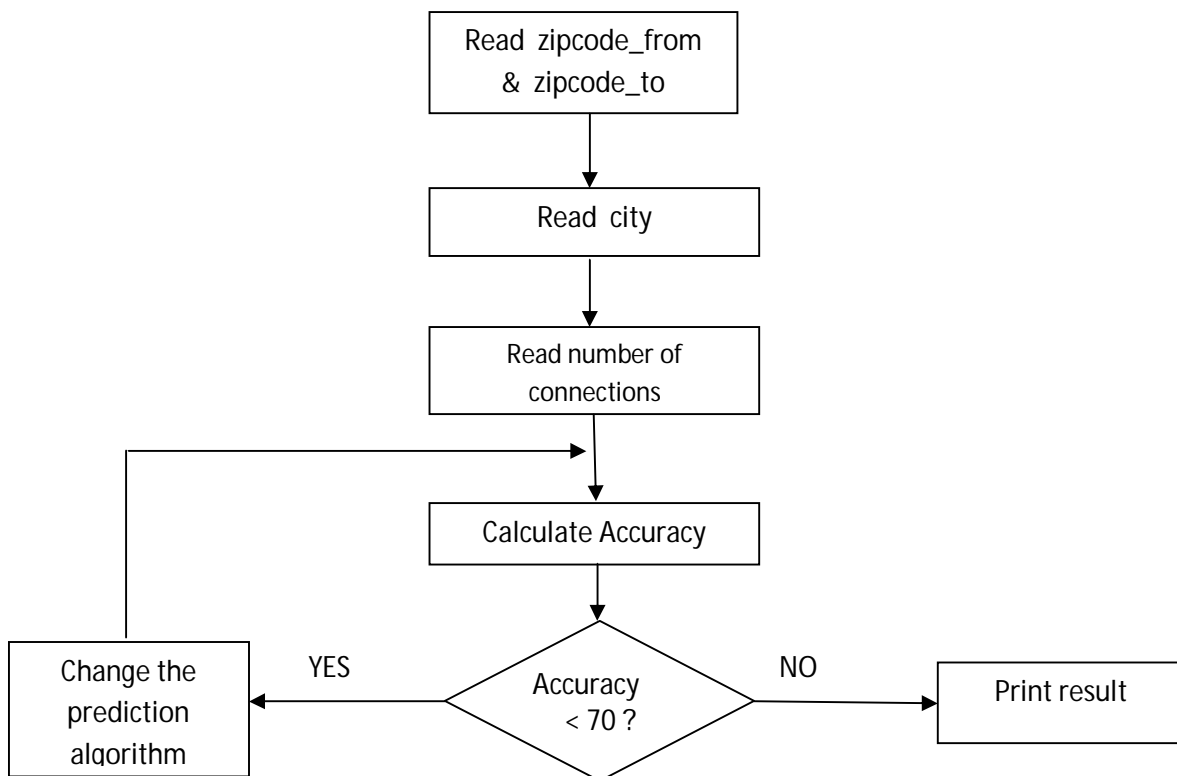 Read zipcode_from
& zipcode_to
Read city
Read number of
connections
Calculate Accuracy
Change the
prediction
algorithm
YES
Accuracy
< 70 ?
NO
Print result